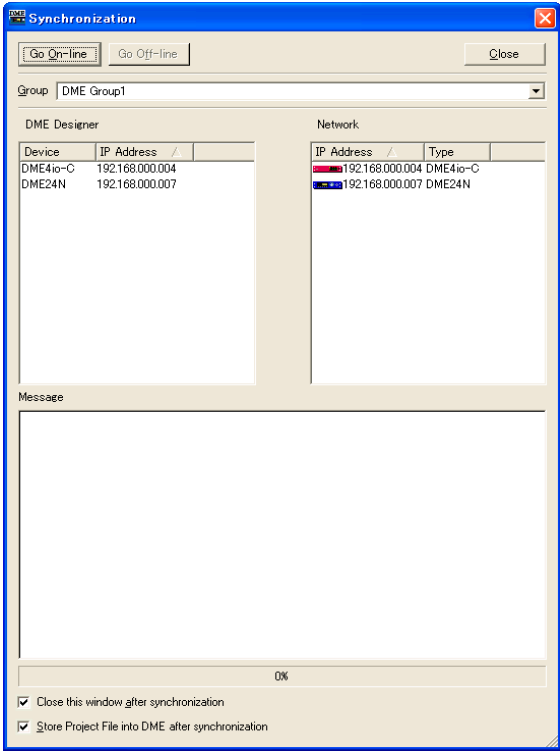 DME Synchronization
Go On-line Go Off-line Close
Group DME Group1
DME Designer Network
Device IP Address IP Address Type
DME4io-C 192.168.000.004 192.168.000.004 DME4io-C
DME24N 192.168.000.007 192.168.000.007 DME24N
Message
0%
Close this window after synchronization
Store Project File into DME after synchronization